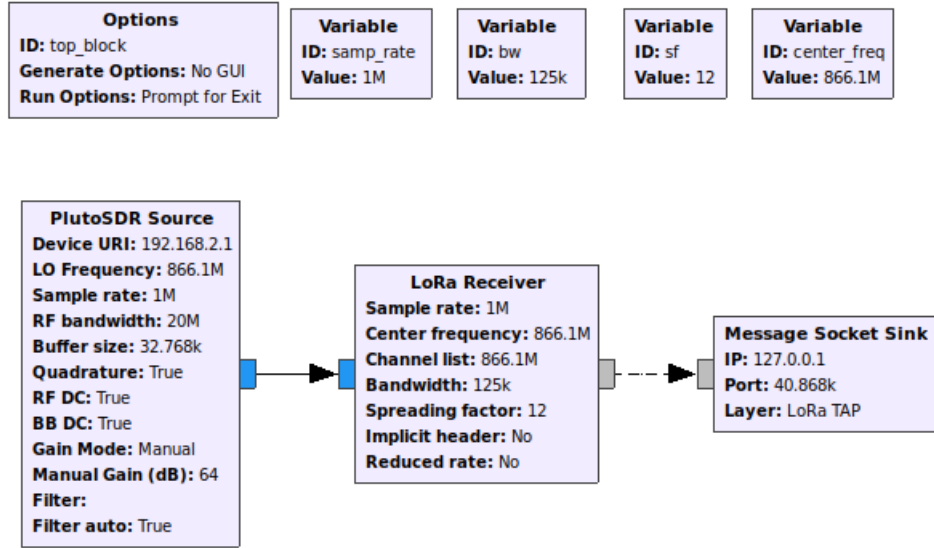 Options
ID: top_block
Generate Options: No GUI
Run Options: Prompt for Exit
Variable
ID: samp_rate
Value: 1M
Variable
ID: bw
Value: 125k
Variable
ID: sf
Value: 12
Variable
ID: center_freq
Value: 866.1M
PlutoSDR Source
Device URI: 192.168.2.1
LO Frequency: 866.1M
Sample rate: 1M
RF bandwidth: 20M
Buffer size: 32.768k
Quadrature: True
RF DC: True
BB DC: True
Gain Mode: Manual
Manual Gain (dB): 64
Filter:
Filter auto: True
LoRa Receiver
Sample rate: 1M
Center frequency: 866.1M
Channel list: 866.1M
Bandwidth: 125k
Spreading factor: 12
Implicit header: No
Reduced rate: No
Message Socket Sink
IP: 127.0.0.1
Port: 40.868k
Layer: LoRa TAP